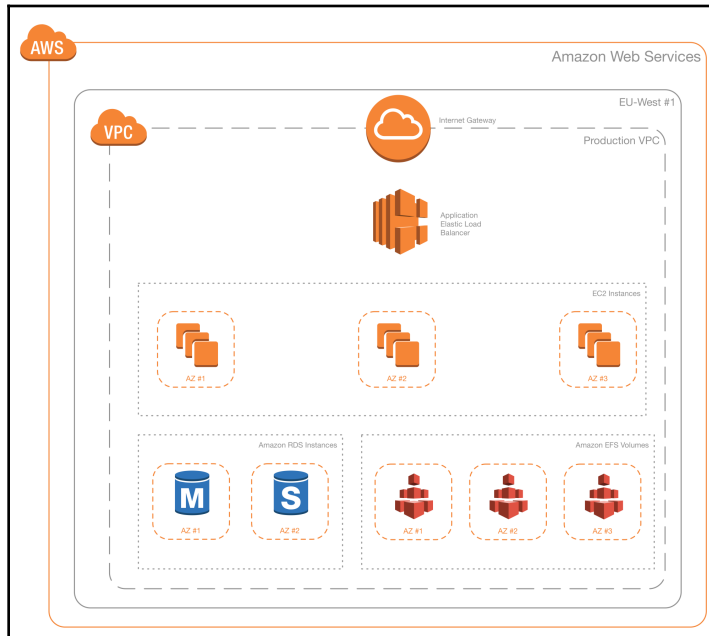 AWS
Amazon Web Services
EU-West #1
VPC
Internet Gateway
Production VPC
Application
Elastic Load
Balancer
EC2 Instances
AZ #1
AZ #2
AZ #3
Amazon RDS Instances
M
S
AZ #1
AZ #2
Amazon EFS Volumes
AZ #1
AZ #2
AZ #3